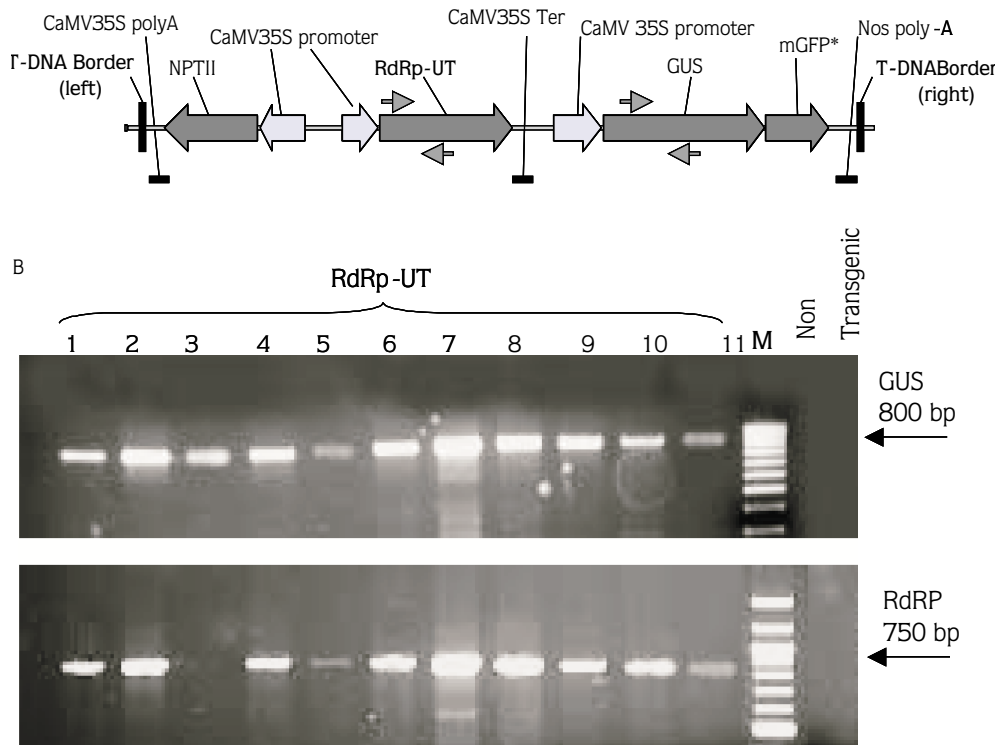 CaMV35S polyA
CaMV35S promoter
CaMV35S Ter
CaMV 35S promoter
mGFP*
Nos poly-A
T-DNA Border
(left)
NPTII
RdRp-UT
GUS
T-DNABorder
(right)
B
RdRp-UT
Non
Transgenic
1 2 3 4 5 6 7 8 9 10 11 M
GUS
800 bp
RdRP
750 bp